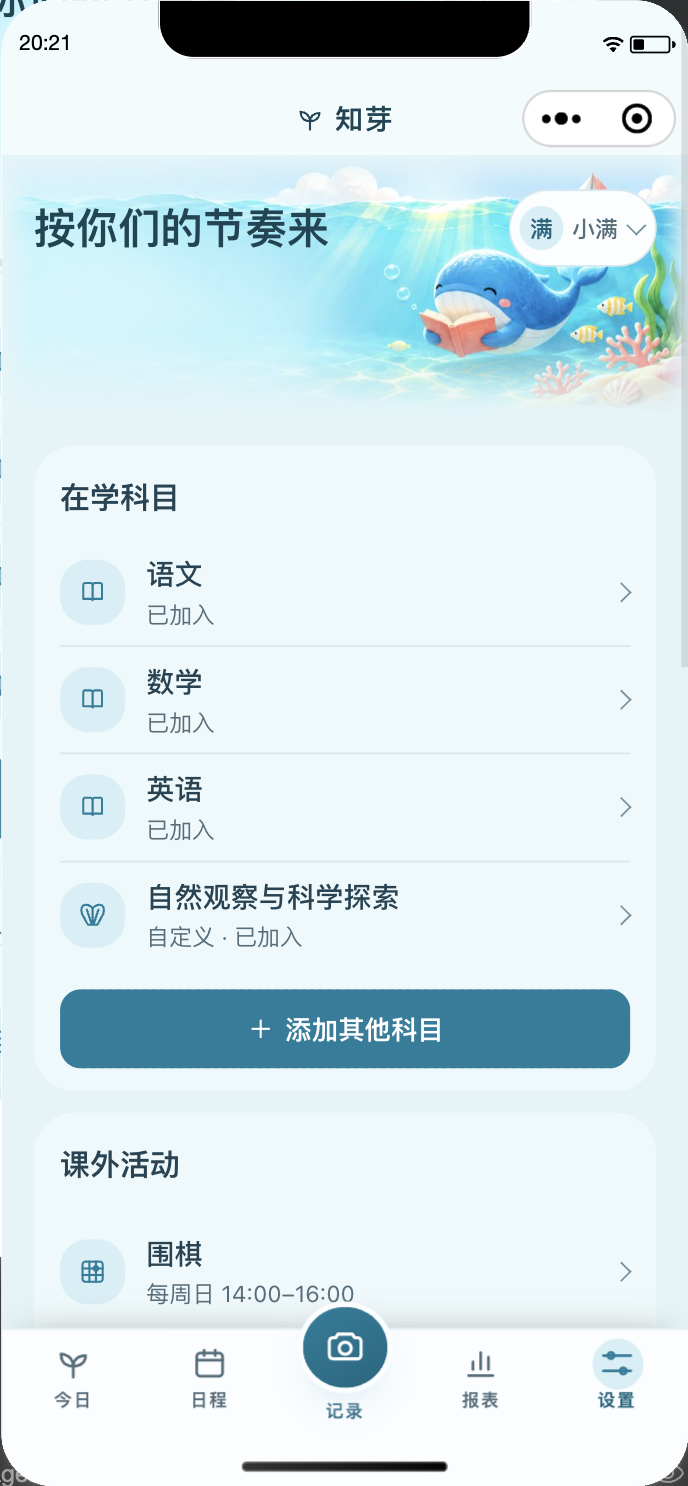 20:21
知芽
按你们的节奏来
满 小满
在学科目
语文
已加入
数学
已加入
英语
已加入
自然观察与科学探索
自定义 · 已加入
+ 添加其他科目
课外活动
围棋
每周日 14:00–16:00
今日 日程 记录 报表 设置